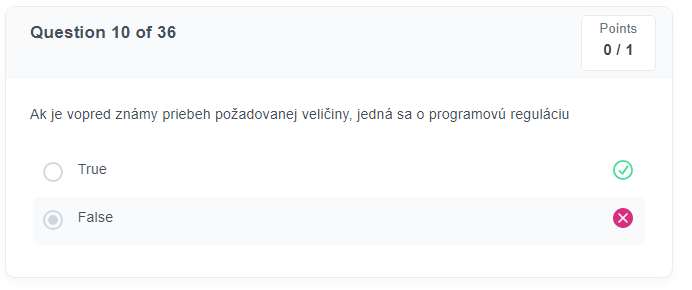 Question 10 of 36
Points
0 / 1
Ak je vopred známy priebeh požadovanej veličiny, jedná sa o programovú reguláciu
True
False